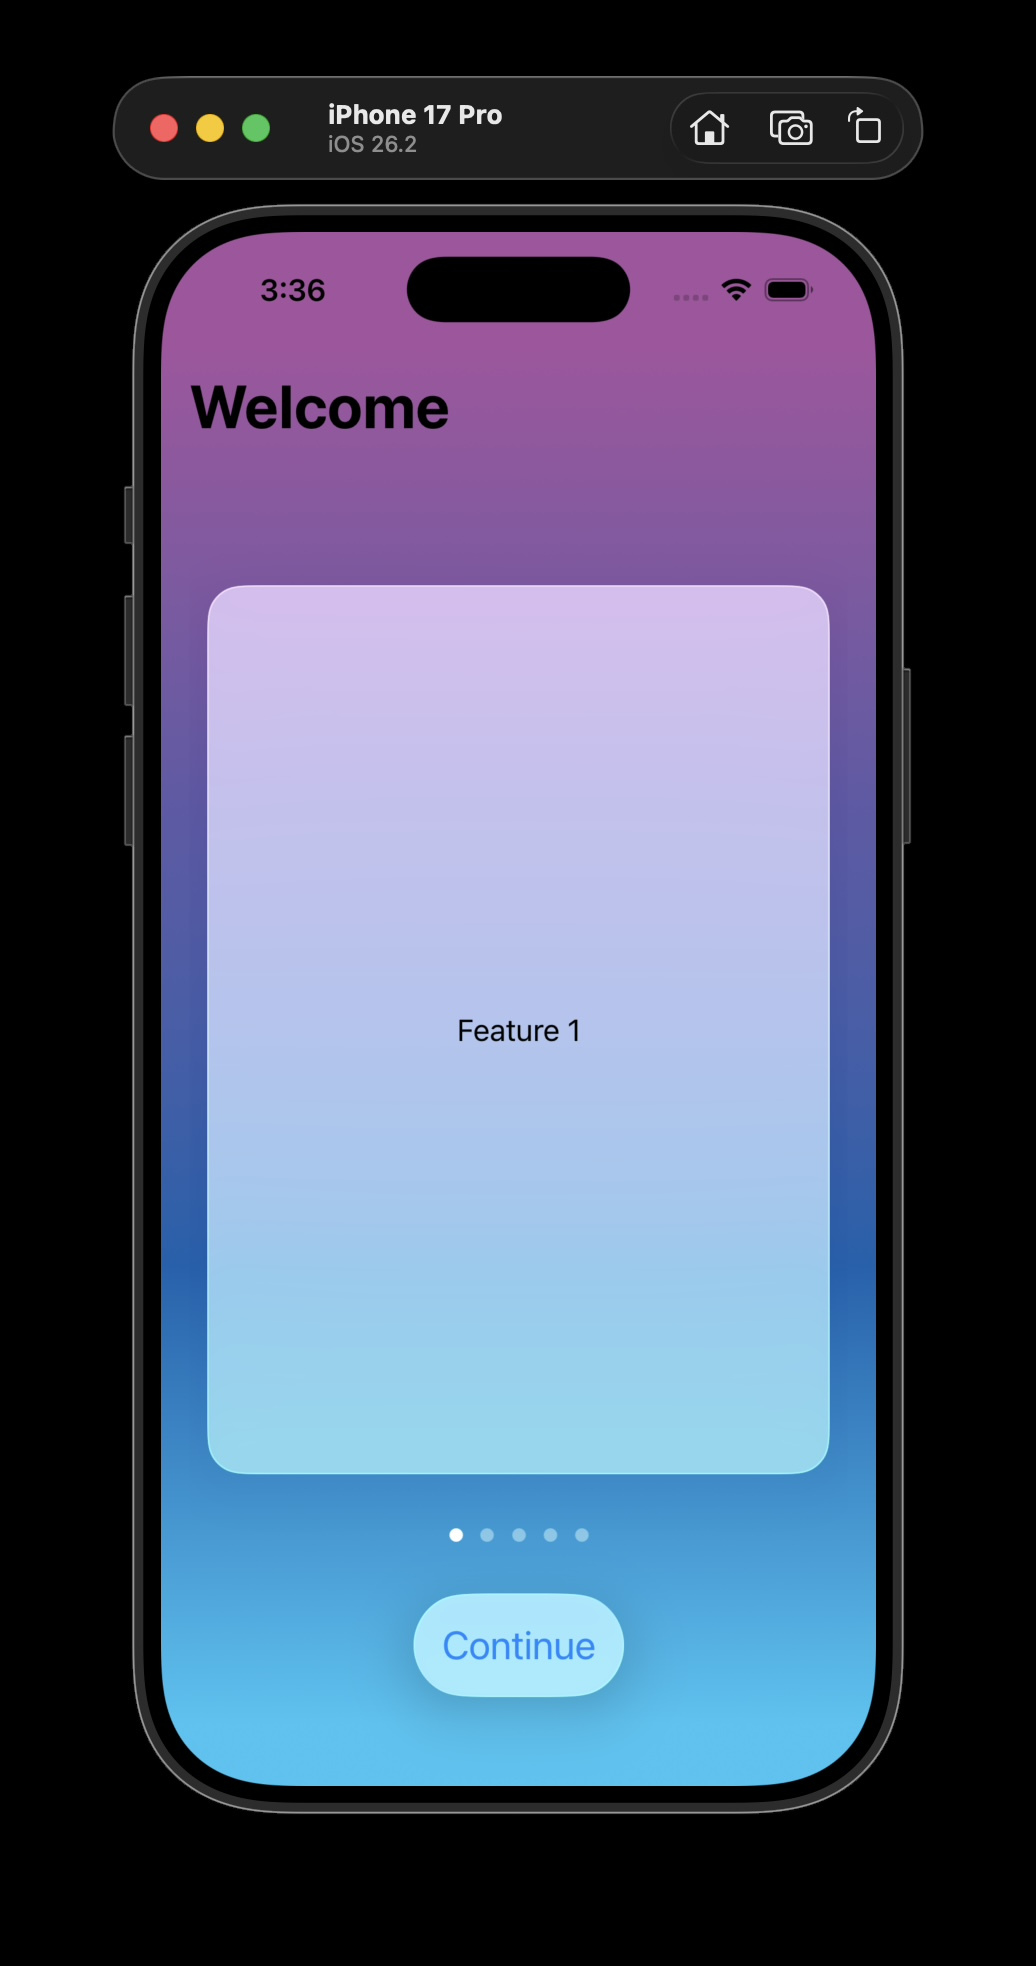 iPhone 17 Pro
iOS 26.2
3:36
Welcome
Feature 1
Continue